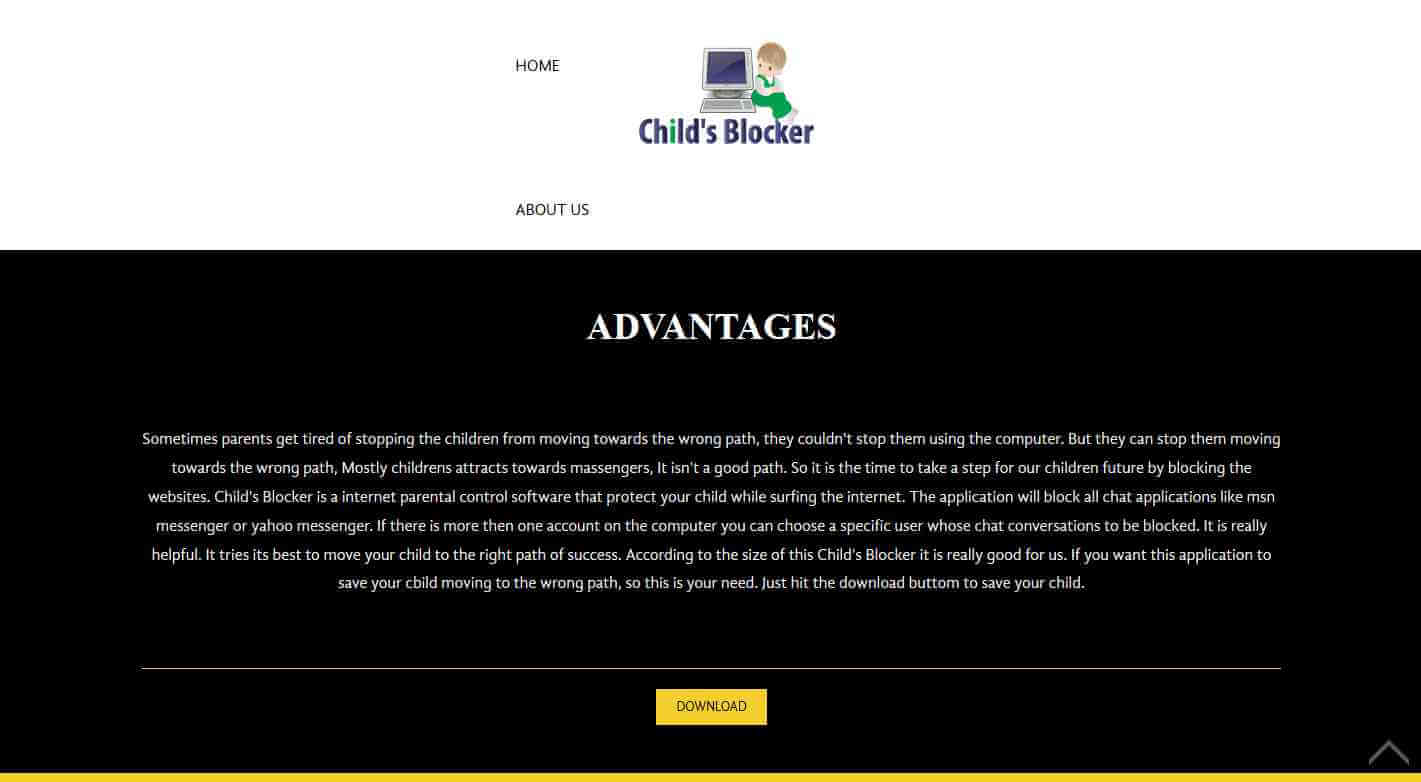 HOME
Child's Blocker
ABOUT US
ADVANTAGES
Sometimes parents get tired of stopping the children from moving towards the wrong path, they couldn't stop them using the computer. But they can stop them moving
towards the wrong path, Mostly childrens attracts towards massengers, It isn't a good path. So it is the time to take a step for our children future by blocking the
websites. Child's Blocker is a internet parental control software that protect your child while surfing the internet. The application will block all chat applications like msn
messenger or yahoo messenger. If there is more then one account on the computer you can choose a specific user whose chat conversations to be blocked. It is really
helpful. It tries its best to move your child to the right path of success. According to the size of this Child's Blocker it is really good for us. If you want this application to
save your cbild moving to the wrong path, so this is your need. Just hit the download buttom to save your child.
DOWNLOAD